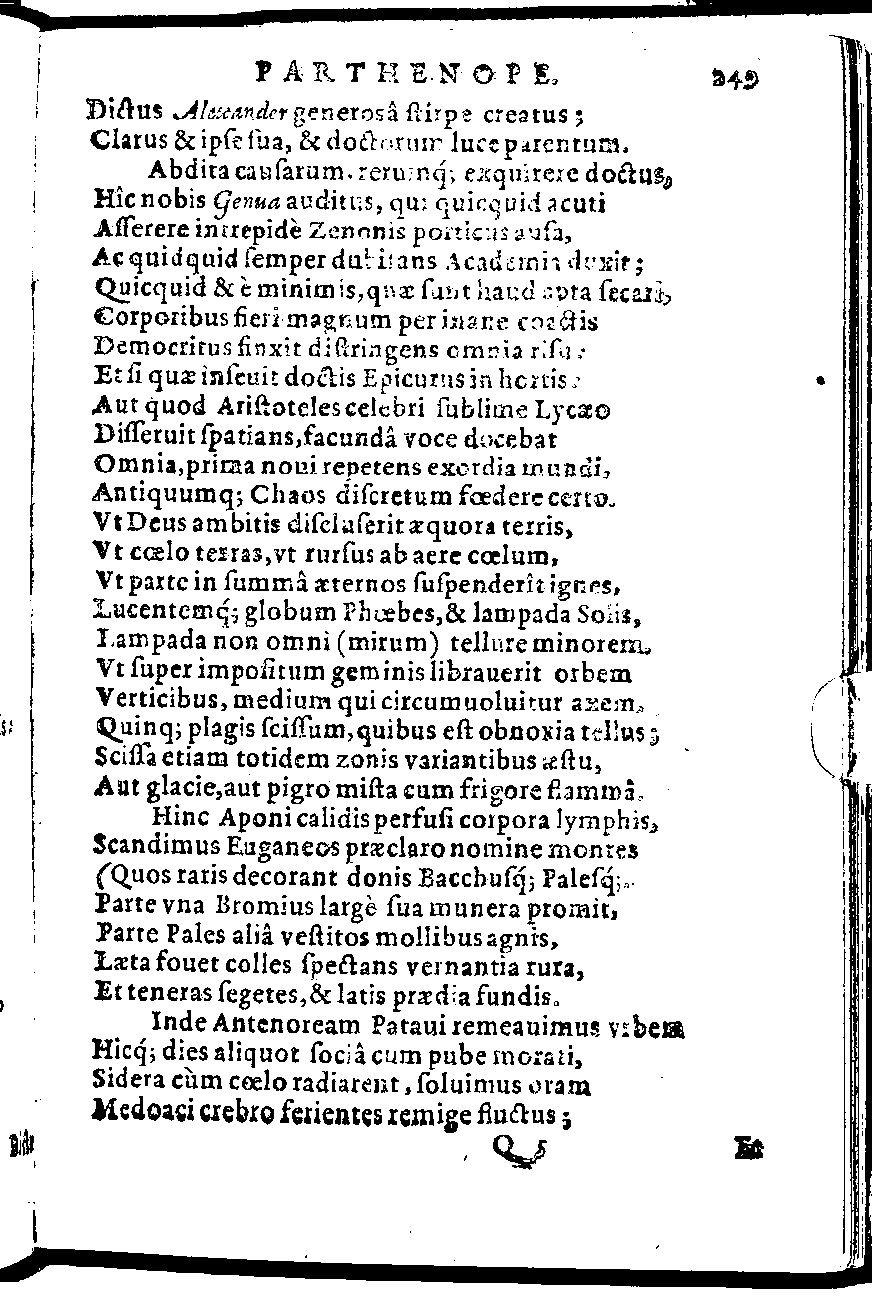 PARTHENOPE. 249
Dictus Alexander generosâ ſtirpe creatus;
Clarus & ipſe ſua, & doctorum luce parentum.
Abdita cauſarum. rerumq́; exquirere doctus,
Hîc nobis Genua auditus, qui quicquid acuti
Aſſerere intrepidè Zenonis porticus auſa,
Ac quidquid ſemper dubitans Academia duxit;
Quicquid & è minimis, quæ ſunt haud apta ſecari,
Corporibus fieri magnum per inane coactis
Democritus finxit diſtringens omnia riſu:
Et ſi quæ inſeuit doctis Epicurus in hortis:
Aut quod Ariſtoteles celebri ſublime Lycæo
Diſſeruit ſpatians, facundâ voce docebat
Omnia, prima noui repetens exordia mundi,
Antiquumq; Chaos diſcretum fœdere certo.
Vt Deus ambitis diſcluſerit æquora terris,
Vt cœlo terras, vt rurſus ab aere cœlum,
Vt parte in ſummâ æternos ſuſpenderît ignes,
Lucentemq́; globum Phœbes, & lampada Solis,
Lampada non omni (mirum) tellure minorem.
Vt ſuper impoſitum geminis librauerit orbem
Verticibus, medium qui circumuoluitur axem.
Quinq; plagis ſciſſum, quibus eſt obnoxia tellus;
Sciſſa etiam totidem zonis variantibus æſtu,
Aut glacie, aut pigro miſta cum frigore flammâ.
Hinc Aponi calidis perfuſi corpora lymphis,
Scandimus Euganeos præclaro nomine montes
(Quos raris decorant donis Bacchuſq́; Paleſq́;.
Parte vna Bromius largè ſua munera promit,
Parte Pales aliâ veſtitos mollibus agnis,
Læta fouet colles ſpectans vernantia rura,
Et teneras ſegetes, & latis prædia fundis.
Inde Antenoream Pataui remeauimus vrbem
Hicq́; dies aliquot ſociâ cum pube morati,
Sidera cùm cœlo radiarent, ſoluimus oram
Medoaci crebro ferientes remige fluctus;
Q 5 Et